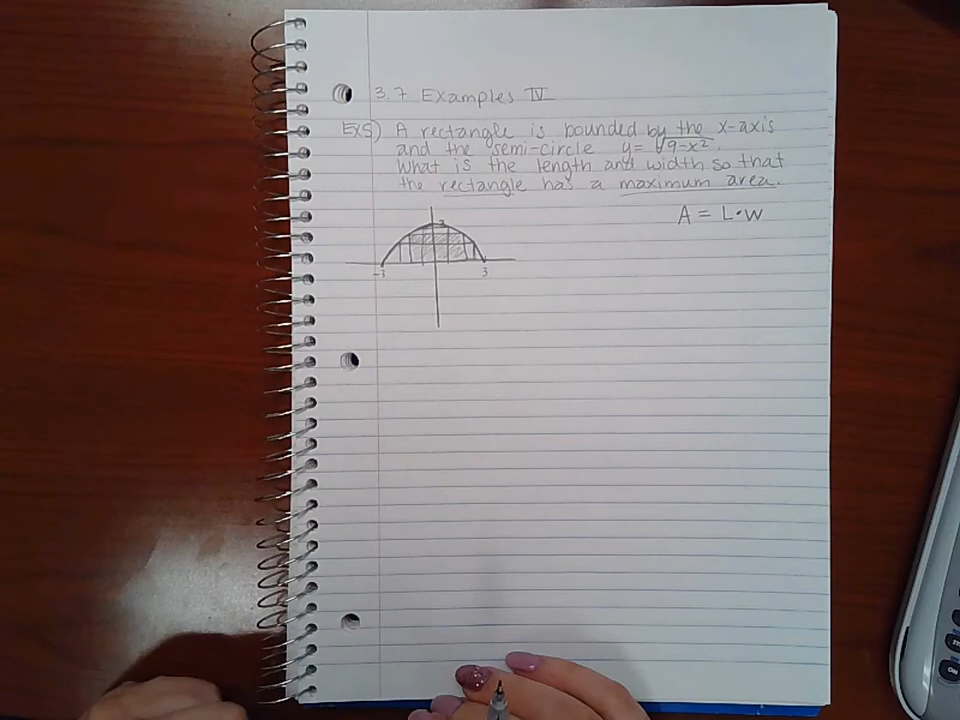 3.7 Examples IV
EX5) A rectangle is bounded by the x-axis
and the semi-circle y= √9-x².
What is the length and width so that
the rectangle has a maximum area.
A = L•W
3
-3 3